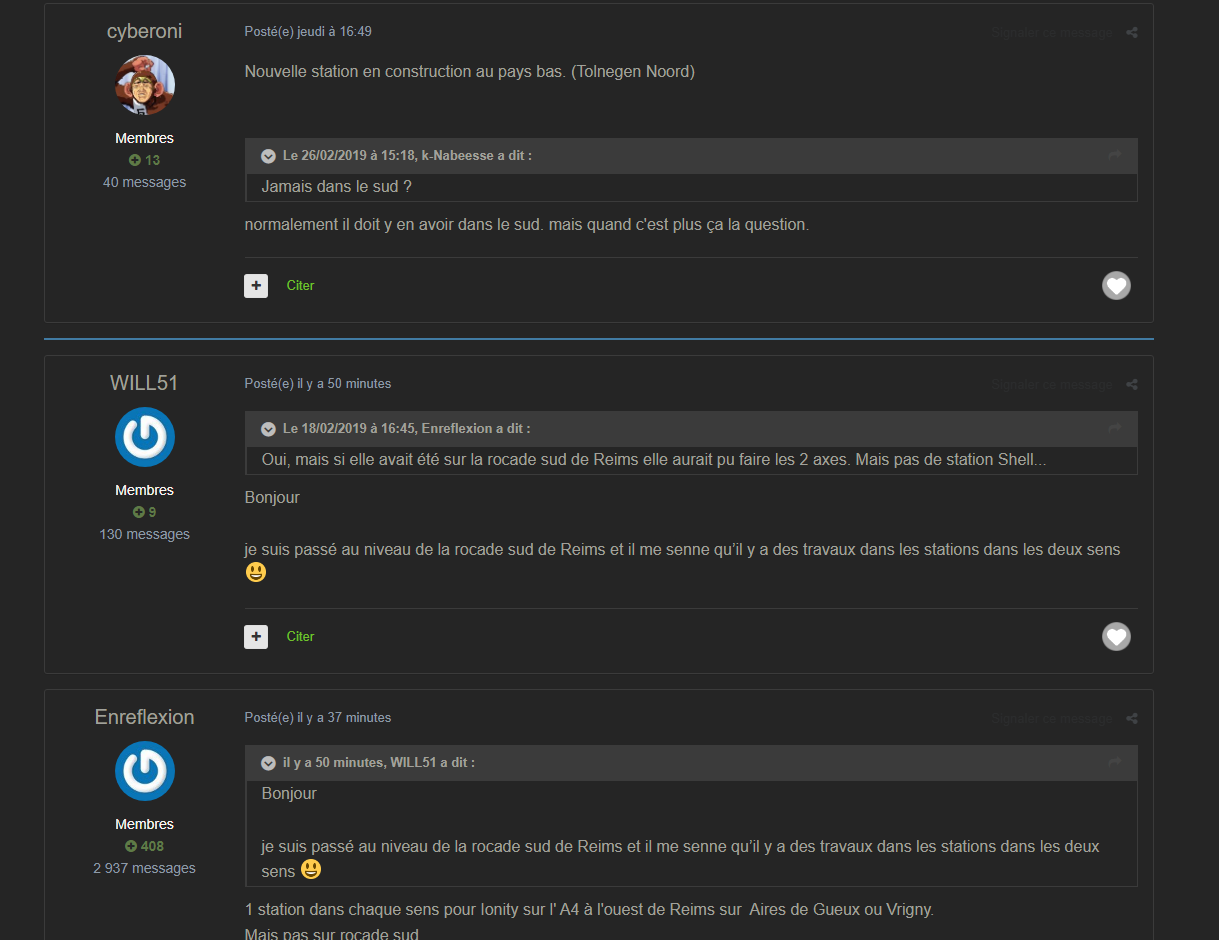 cyberoni
Posté(e) jeudi à 16:49
Signaler ce message
Nouvelle station en construction au pays bas. (Tolnegen Noord)
Membres
13
40 messages
Le 26/02/2019 à 15:18, k-Nabeesse a dit :
Jamais dans le sud ?
normalement il doit y en avoir dans le sud. mais quand c'est plus ça la question.
+ Citer
WILL51
Posté(e) il y a 50 minutes
Signaler ce message
Membres
9
130 messages
Le 18/02/2019 à 16:45, Enreflexion a dit :
Oui, mais si elle avait été sur la rocade sud de Reims elle aurait pu faire les 2 axes. Mais pas de station Shell...
Bonjour
je suis passé au niveau de la rocade sud de Reims et il me senne qu’il y a des travaux dans les stations dans les deux sens
+ Citer
Enreflexion
Posté(e) il y a 37 minutes
Signaler ce message
Membres
408
2 937 messages
il y a 50 minutes, WILL51 a dit :
Bonjour
je suis passé au niveau de la rocade sud de Reims et il me senne qu’il y a des travaux dans les stations dans les deux
sens
1 station dans chaque sens pour Ionity sur l' A4 à l'ouest de Reims sur Aires de Gueux ou Vrigny.
Mais pas sur rocade sud